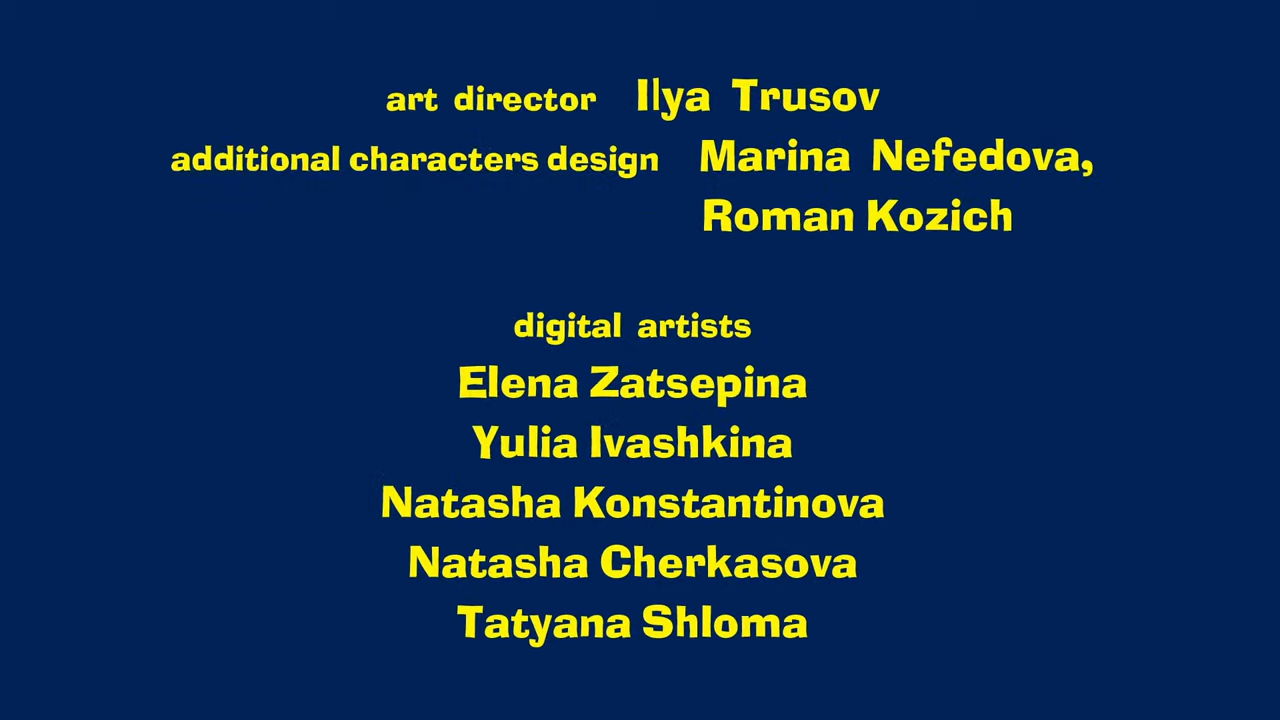 art director Ilya Trusov
additional characters design Marina Nefedova,
Roman Kozich
digital artists
Elena Zatsepina
Yulia Ivashkina
Natasha Konstantinova
Natasha Cherkasova
Tatyana Shloma